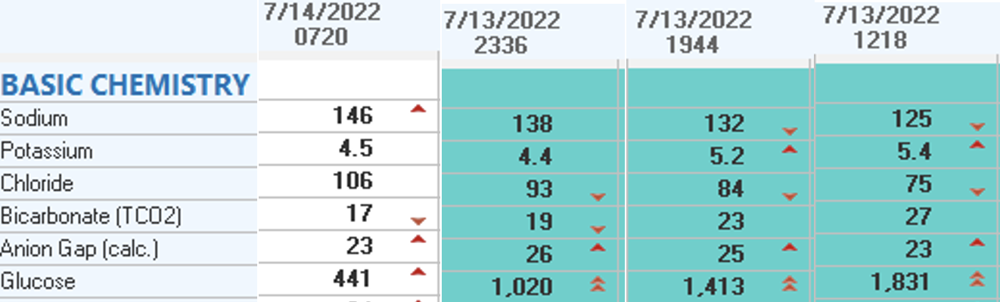 7/14/2022 7/13/2022 7/13/2022 7/13/2022
0720 2336 1944 1218
BASIC CHEMISTRY
Sodium 146 138 132 125
Potassium 4.5 4.4 5.2 5.4
Chloride 106 93 84 75
Bicarbonate (TCO2) 17 19 23 27
Anion Gap (calc.) 23 26 25 23
Glucose 441 1,020 1,413 1,831